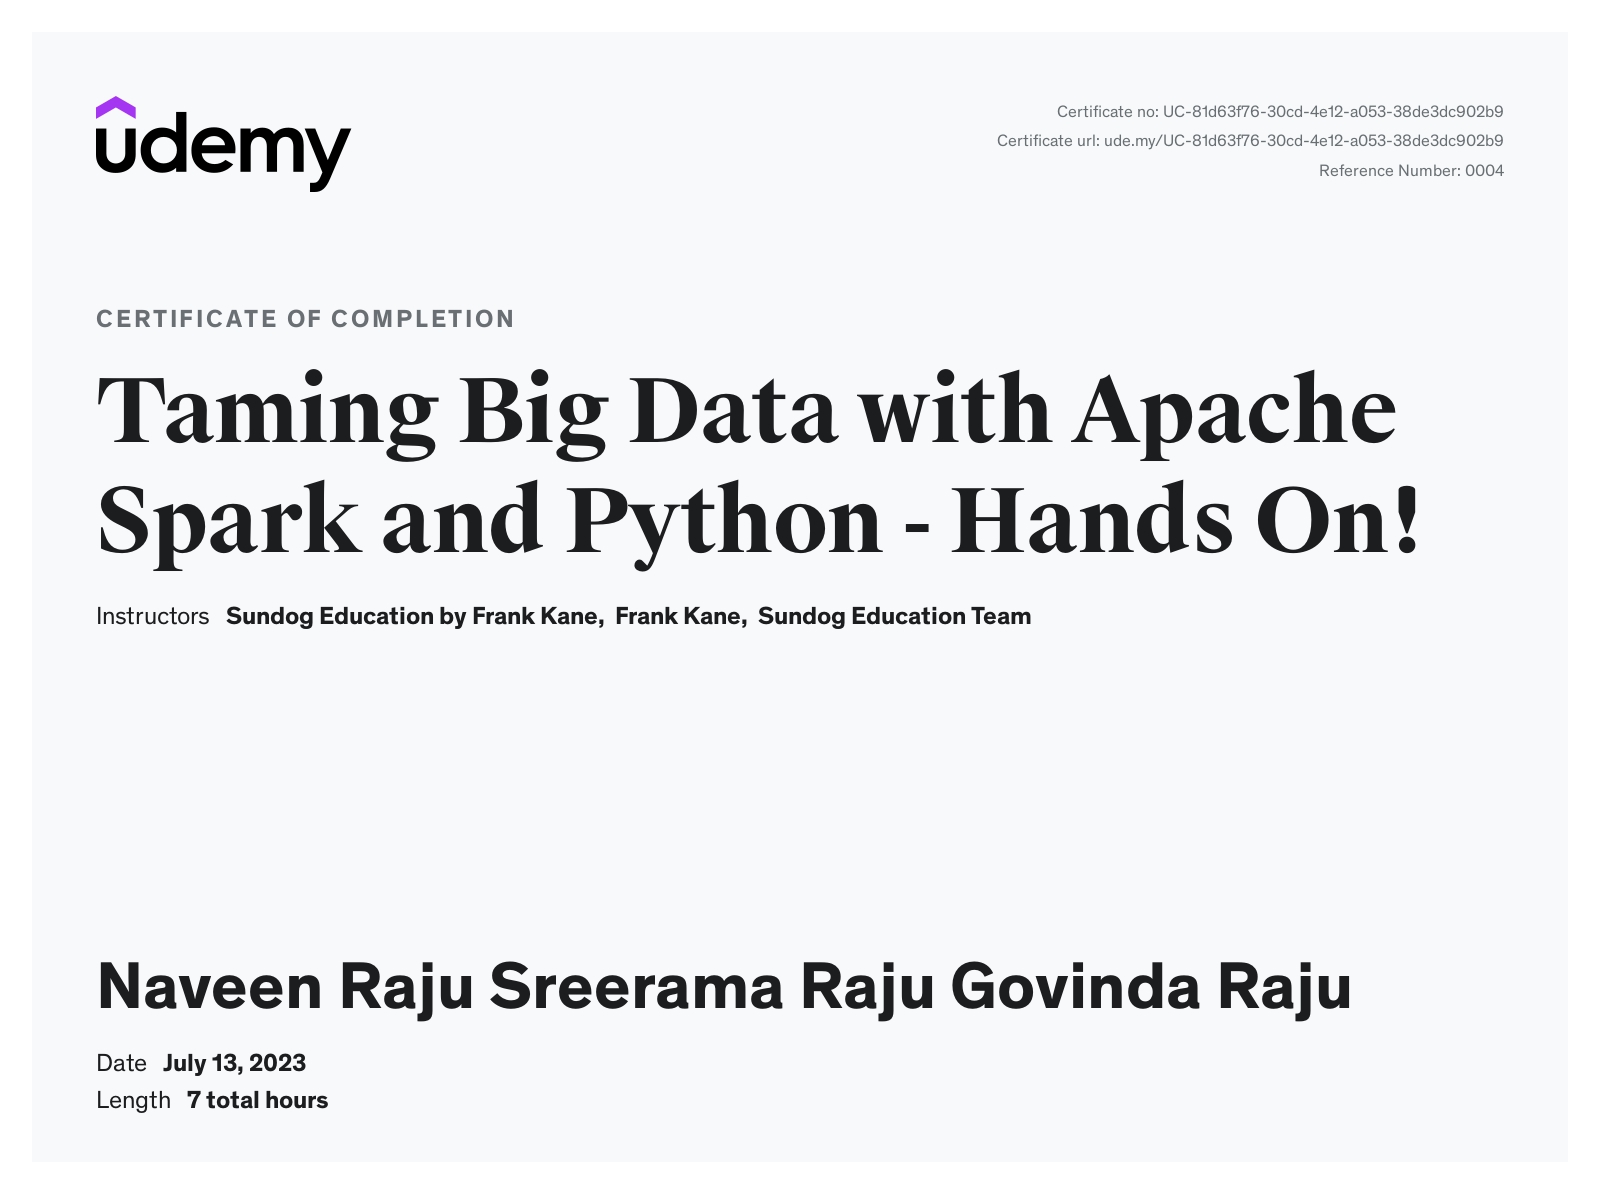 udemy
Certificate no: UC-81d63f76-30cd-4e12-a053-38de3dc902b9
Certificate url: ude.my/UC-81d63f76-30cd-4e12-a053-38de3dc902b9
Reference Number: 0004
CERTIFICATE OF COMPLETION
Taming Big Data with Apache
Spark and Python - Hands On!
Instructors Sundog Education by Frank Kane, Frank Kane, Sundog Education Team
Naveen Raju Sreerama Raju Govinda Raju
Date July 13, 2023
Length 7 total hours